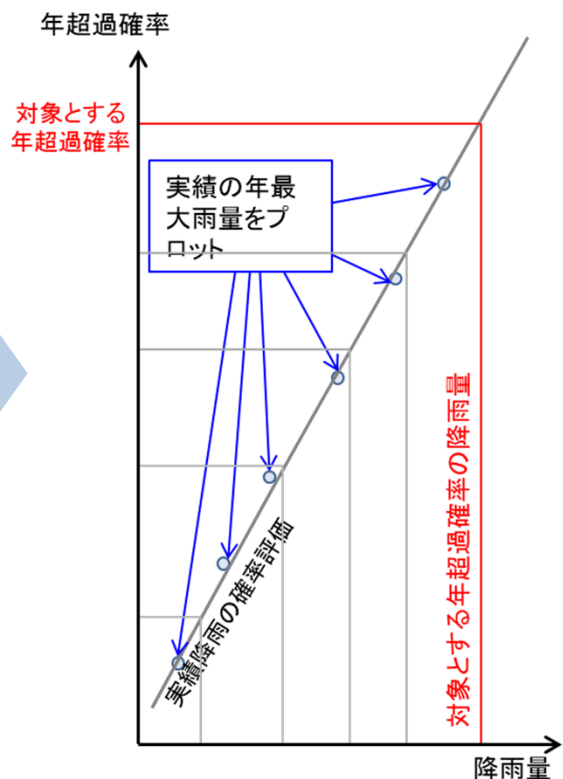 年超過確率
対象とする
年超過確率
実績の年最
大雨量をプ
ロット
実績降雨の確率評価
対象とする年超過確率の降雨量
降雨量